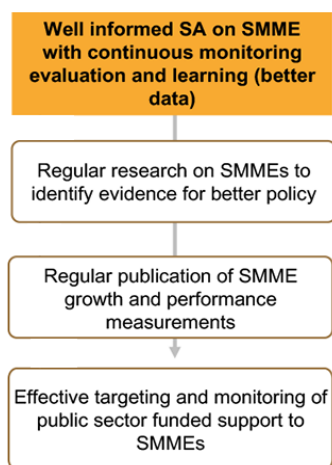 Well informed SA on SMME
with continuous monitoring
evaluation and learning (better
data)
Regular research on SMMEs to
identify evidence for better policy
Regular publication of SMME
growth and performance
measurements
Effective targeting and monitoring of
public sector funded support to
SMMEs